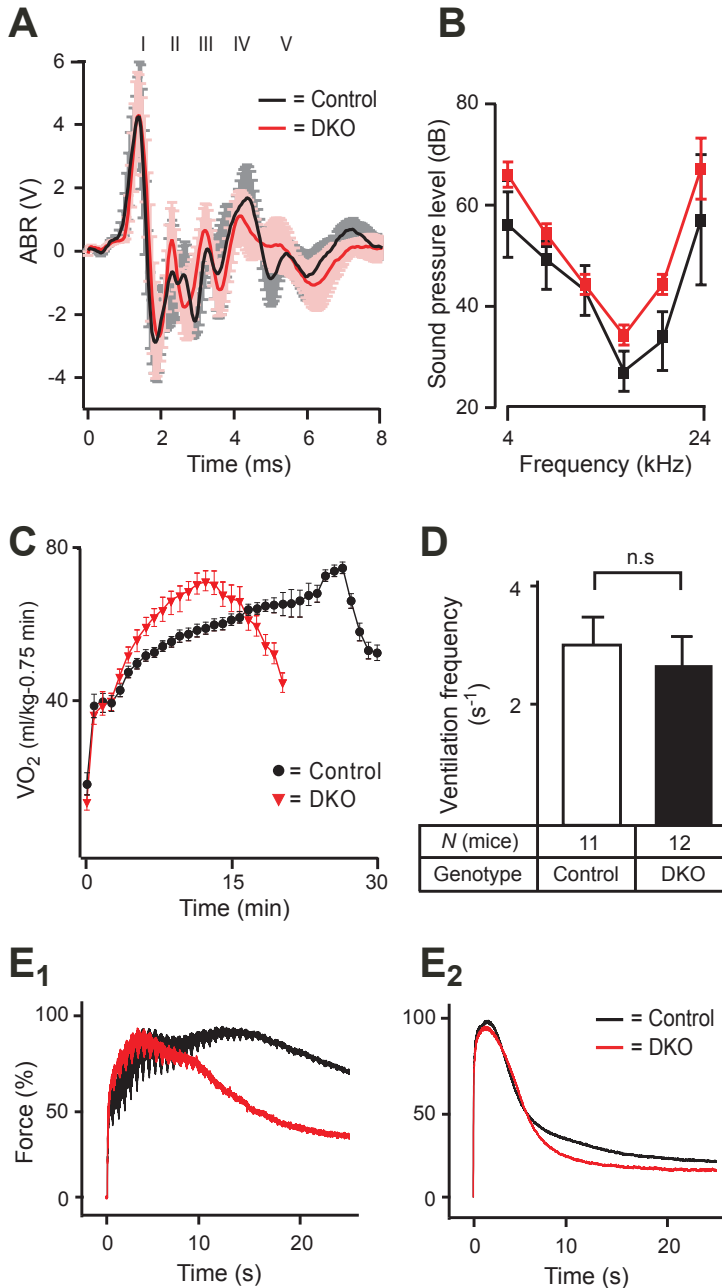 A
I II III IV V
6
4
2
0
-2
-4
ABR (V)
= Control
= DKO
0 2 4 6 8
Time (ms)
B
80
60
40
20
Sound pressure level (dB)
4 24
Frequency (kHz)
C
80
40
VO2 (ml/kg-0.75 min)
= Control
= DKO
0 15 30
Time (min)
D
n.s
4
2
Ventilation frequency
(s-1)
N (mice) 11 12
Genotype Control DKO
E1
100
50
0
Force (%)
0 10 20
Time (s)
E2
= Control
= DKO
100
50
0
0 10 20
Time (s)